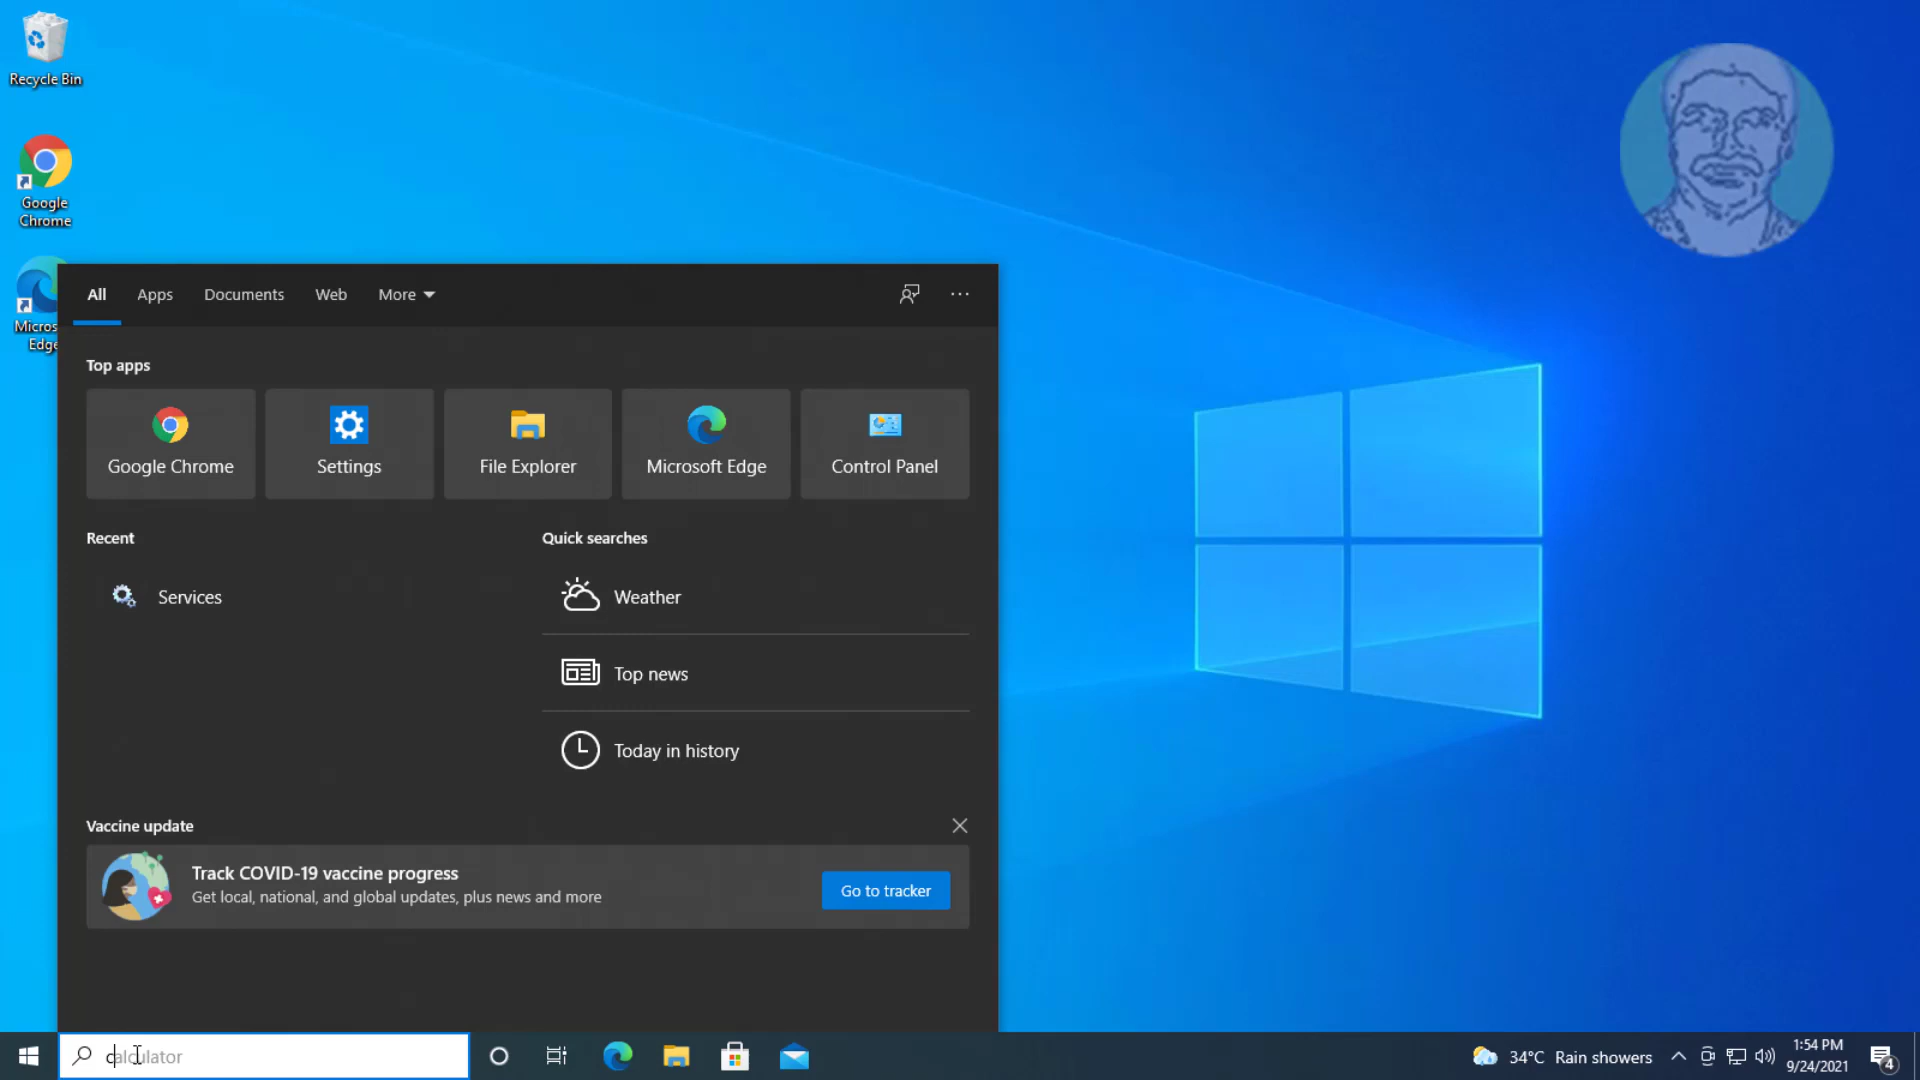 Recycle Bin
Google
Chrome
Micros
Edge
All Apps Documents Web More
Top apps
Google Chrome Settings File Explorer Microsoft Edge Control Panel
Recent
Services
Quick searches
Weather
Top news
Today in history
Vaccine update
Track COVID-19 vaccine progress
Get local, national, and global updates, plus news and more
Go to tracker
calculator
34°C Rain showers
1:54 PM
9/24/2021
4